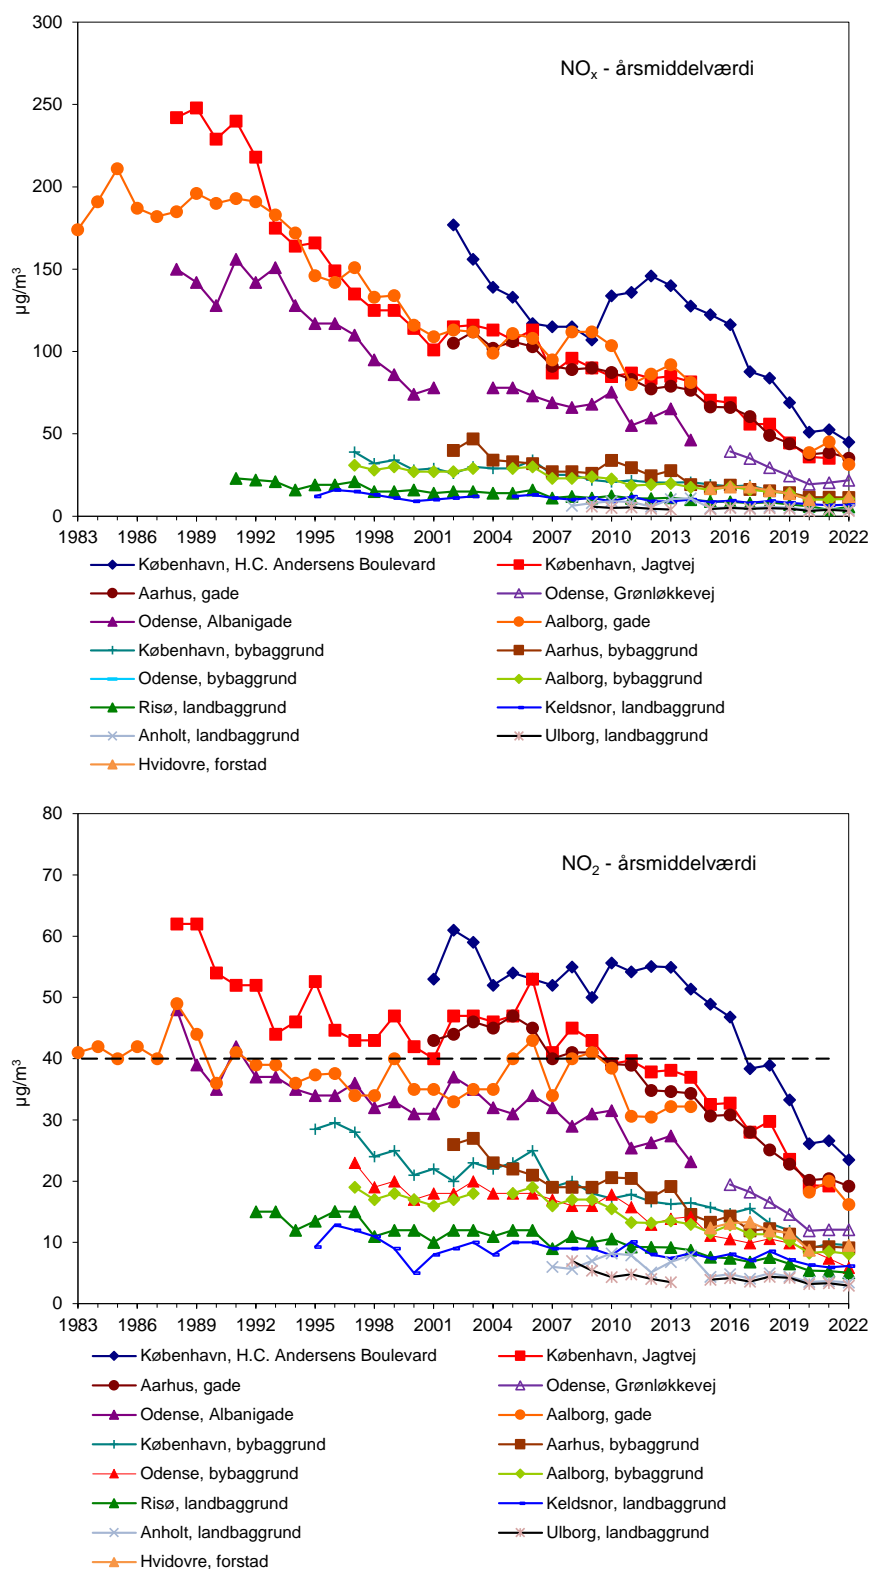 300
NOx - årsmiddelværdi
250
200
150
µg/m³
100
50
0
1983 1986 1989 1992 1995 1998 2001 2004 2007 2010 2013 2016 2019 2022
København, H.C. Andersens Boulevard København, Jagtvej
Aarhus, gade Odense, Grønløkkevej
Odense, Albanigade Aalborg, gade
København, bybaggrund Aarhus, bybaggrund
Odense, bybaggrund Aalborg, bybaggrund
Risø, landbaggrund Keldsnor, landbaggrund
Anholt, landbaggrund Ulborg, landbaggrund
Hvidovre, forstad
80
NO2 - årsmiddelværdi
70
60
50
40
µg/m³
30
20
10
0
1983 1986 1989 1992 1995 1998 2001 2004 2007 2010 2013 2016 2019 2022
København, H.C. Andersens Boulevard København, Jagtvej
Aarhus, gade Odense, Grønløkkevej
Odense, Albanigade Aalborg, gade
København, bybaggrund Aarhus, bybaggrund
Odense, bybaggrund Aalborg, bybaggrund
Risø, landbaggrund Keldsnor, landbaggrund
Anholt, landbaggrund Ulborg, landbaggrund
Hvidovre, forstad